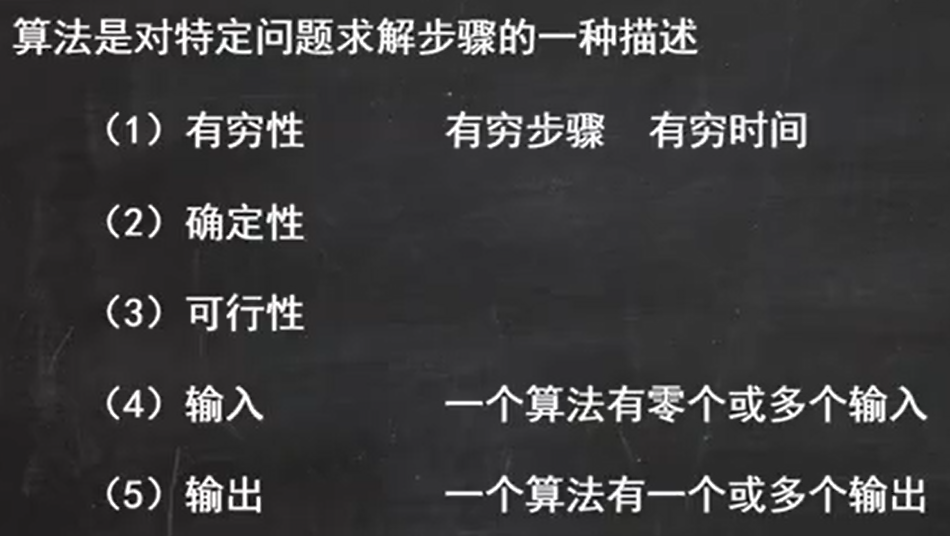 算法是对特定问题求解步骤的一种描述
（1）有穷性 有穷步骤 有穷时间
（2）确定性
（3）可行性
（4）输入 一个算法有零个或多个输入
（5）输出 一个算法有一个或多个输出